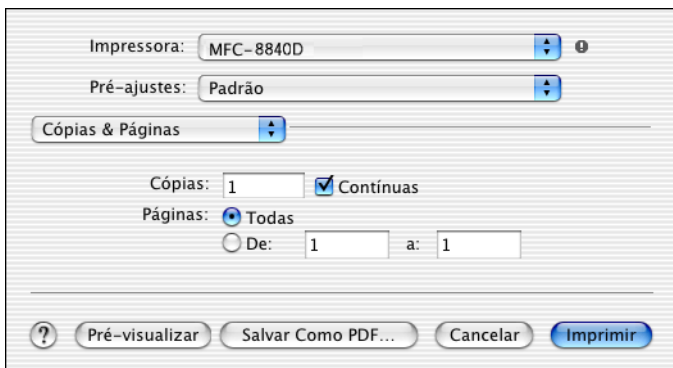 Impressora: MFC-8840D
Pré-ajustes: Padrão
Cópias & Páginas
Cópias: 1 Contínuas
Páginas: Todas
De: 1 a: 1
? Pré-visualizar Salvar Como PDF... Cancelar Imprimir